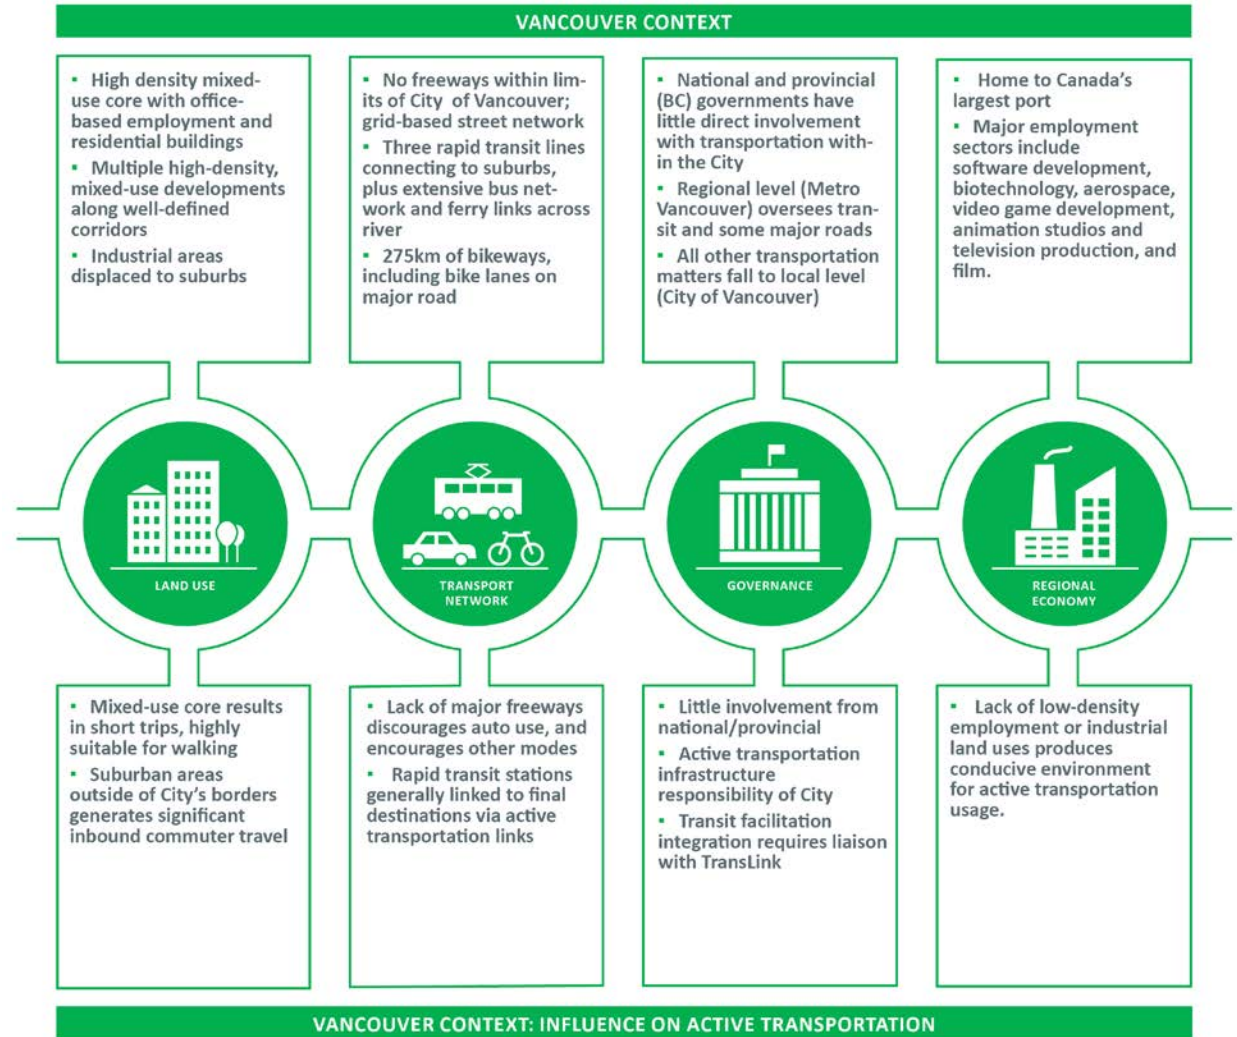 VANCOUVER CONTEXT
▪ High density mixed-
use core with office-
based employment and
residential buildings
▪ Multiple high-density,
mixed-use developments
along well-defined
corridors
▪ Industrial areas
displaced to suburbs
▪ No freeways within lim-
its of City of Vancouver;
grid-based street network
▪ Three rapid transit lines
connecting to suburbs,
plus extensive bus net-
work and ferry links across
river
▪ 275km of bikeways,
including bike lanes on
major road
▪ National and provincial
(BC) governments have
little direct involvement
with transportation with-
in the City
▪ Regional level (Metro
Vancouver) oversees tran-
sit and some major roads
▪ All other transportation
matters fall to local level
(City of Vancouver)
▪ Home to Canada's
largest port
▪ Major employment
sectors include
software development,
biotechnology, aerospace,
video game development,
animation studios and
television production, and
film.
LAND USE
TRANSPORT
NETWORK
GOVERNANCE
REGIONAL
ECONOMY
▪ Mixed-use core results
in short trips, highly
suitable for walking
▪ Suburban areas
outside of City's borders
generates significant
inbound commuter travel
▪ Lack of major freeways
discourages auto use, and
encourages other modes
▪ Rapid transit stations
generally linked to final
destinations via active
transportation links
▪ Little involvement from
national/provincial
▪ Active transportation
infrastructure
responsibility of City
▪ Transit facilitation
integration requires liaison
with TransLink
▪ Lack of low-density
employment or industrial
land uses produces
conducive environment
for active transportation
usage.
VANCOUVER CONTEXT: INFLUENCE ON ACTIVE TRANSPORTATION